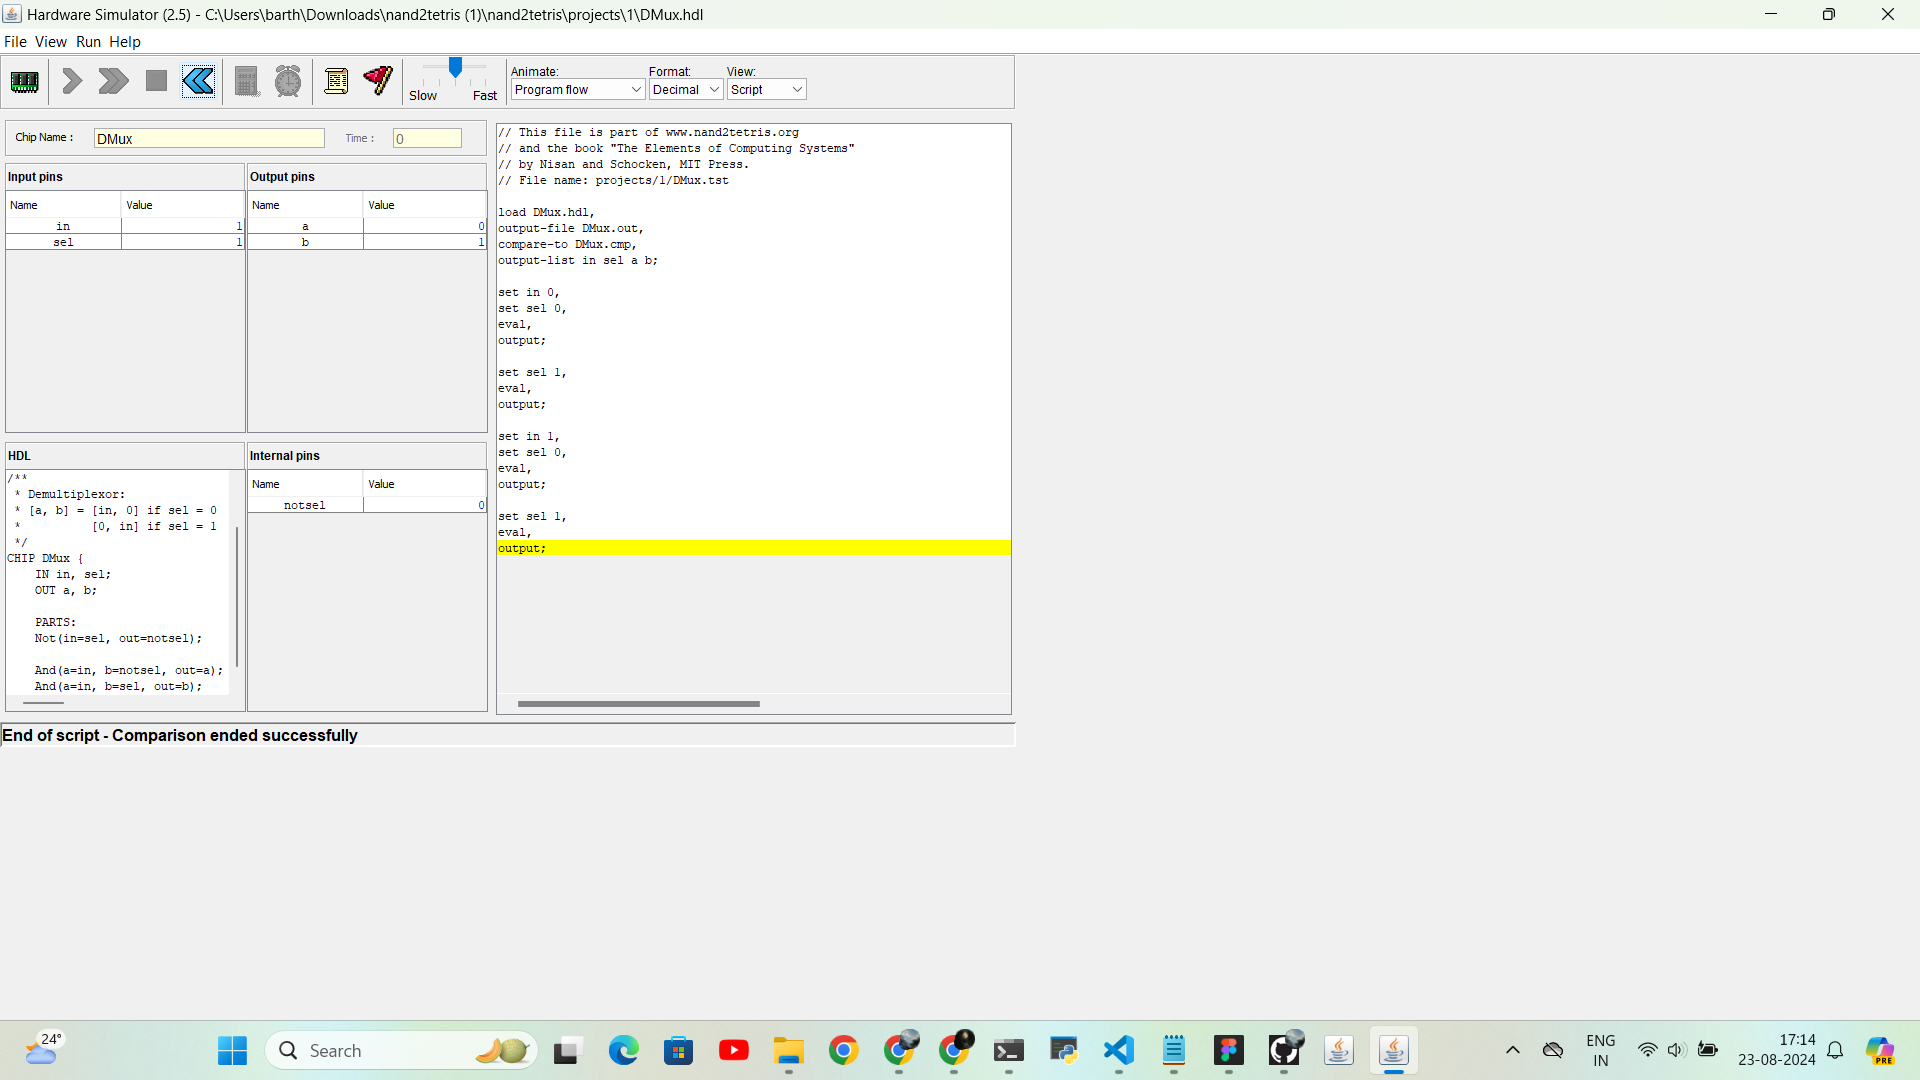 Hardware Simulator (2.5) - C:\Users\barth\Downloads\nand2tetris (1)\nand2tetris\projects\1\DMux.hdl
File View Run Help
Slow Fast
Animate: Format: View:
Program flow Decimal Script
Chip Name : DMux Time : 0
Input pins
Name Value
in 1
sel 1
Output pins
Name Value
a 0
b 1
HDL
/**
* Demultiplexor:
* [a, b] = [in, 0] if sel = 0
* [0, in] if sel = 1
*/
CHIP DMux {
IN in, sel;
OUT a, b;
PARTS:
Not(in=sel, out=notsel);
And(a=in, b=notsel, out=a);
And(a=in, b=sel, out=b);
Internal pins
Name Value
notsel 0
// This file is part of www.nand2tetris.org
// and the book "The Elements of Computing Systems"
// by Nisan and Schocken, MIT Press.
// File name: projects/1/DMux.tst
load DMux.hdl,
output-file DMux.out,
compare-to DMux.cmp,
output-list in sel a b;
set in 0,
set sel 0,
eval,
output;
set sel 1,
eval,
output;
set in 1,
set sel 0,
eval,
output;
set sel 1,
eval,
output;
End of script - Comparison ended successfully
24°
Search
ENG
IN
17:14
23-08-2024
PRE